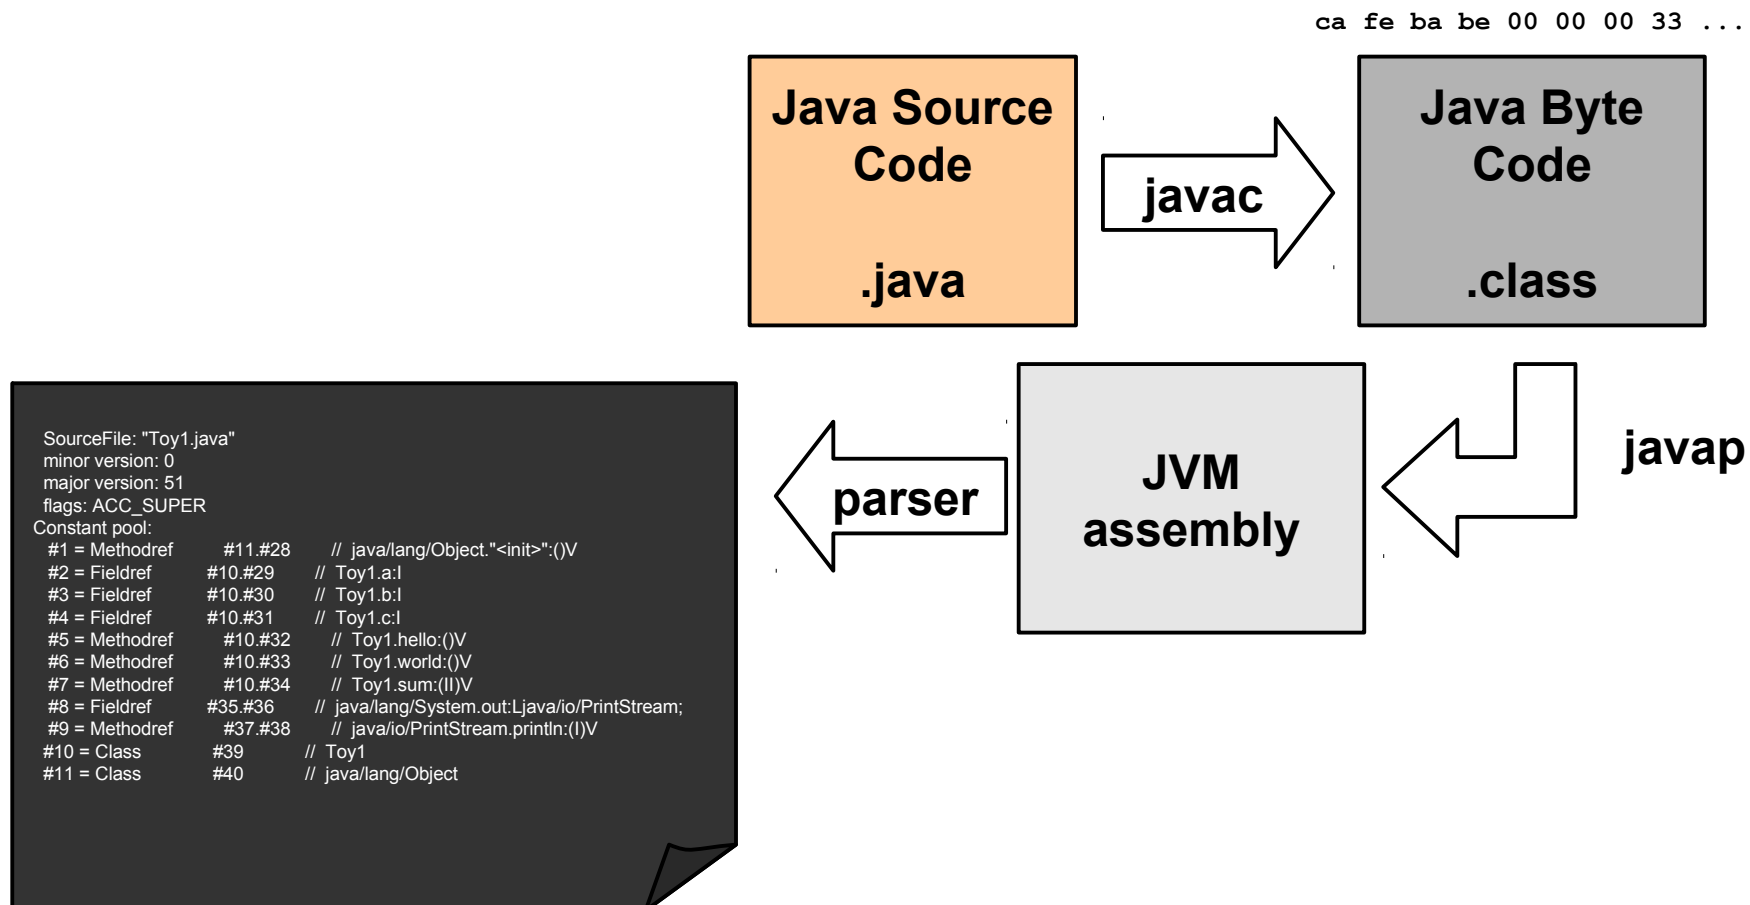 ca fe ba be 00 00 00 33 ...
Java Source
Code
.java
javac
Java Byte
Code
.class
javap
JVM
assembly
parser
SourceFile: "Toy1.java"
minor version: 0
major version: 51
flags: ACC_SUPER
Constant pool:
#1 = Methodref #11.#28 // java/lang/Object."<init>":()V
#2 = Fieldref #10.#29 // Toy1.a:I
#3 = Fieldref #10.#30 // Toy1.b:I
#4 = Fieldref #10.#31 // Toy1.c:I
#5 = Methodref #10.#32 // Toy1.hello:()V
#6 = Methodref #10.#33 // Toy1.world:()V
#7 = Methodref #10.#34 // Toy1.sum:(II)V
#8 = Fieldref #35.#36 // java/lang/System.out:Ljava/io/PrintStream;
#9 = Methodref #37.#38 // java/io/PrintStream.println:(I)V
#10 = Class #39 // Toy1
#11 = Class #40 // java/lang/Object